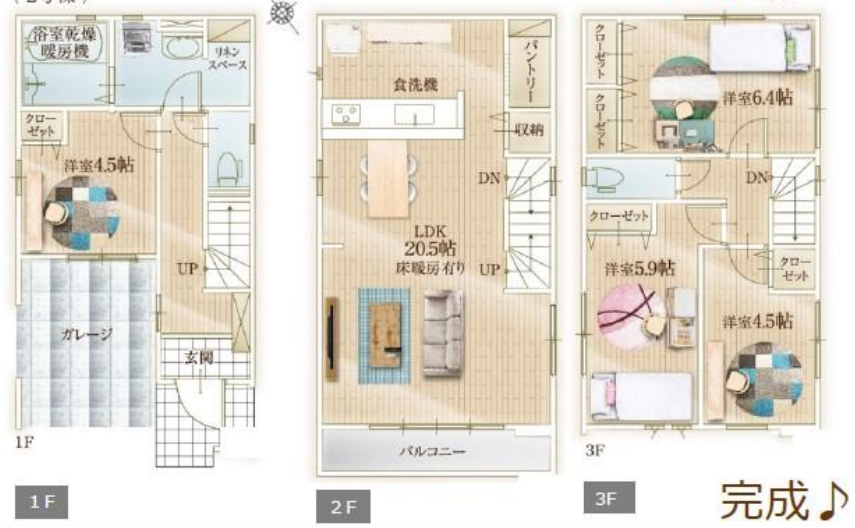 浴室乾燥
暖房機
リネン
スペース
クロー
ゼット
洋室4.5帖
UP
ガレージ
玄関
1F
1F
食洗機
パントリー
収納
DN
LDK
20.5帖
床暖房有り
UP
バルコニー
2F
クローゼット
クローゼット
洋室6.4帖
DN
クローゼット
洋室5.9帖
クロー
ゼット
洋室4.5帖
3F
3F
完成♪